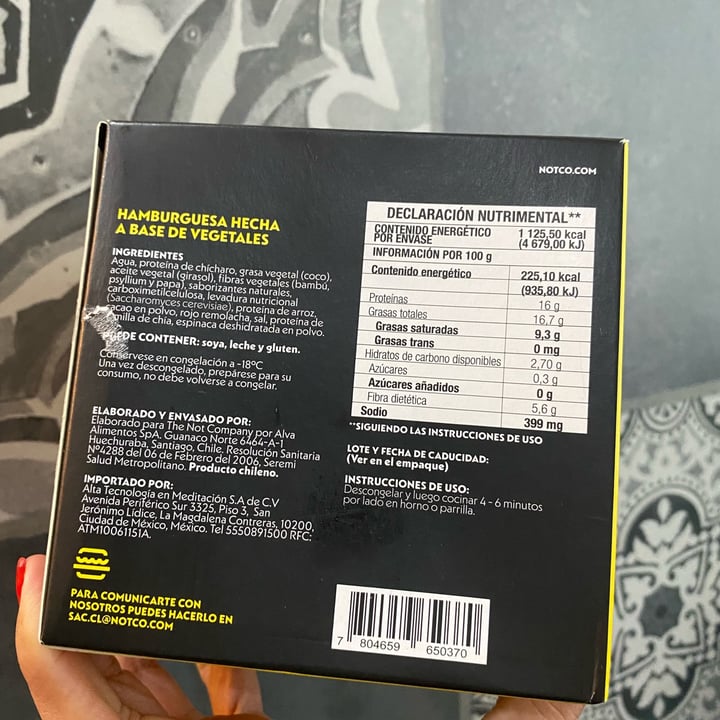 NOTCO.COM
HAMBURGUESA HECHA
A BASE DE VEGETALES
INGREDIENTES
Agua, proteína de chícharo, grasa vegetal (coco),
aceite vegetal (girasol), fibras vegetales (bambú,
psyllium y papa), saborizantes naturales,
carboximetilcelulosa, levadura nutricional
(Saccharomyces cerevisiae), proteína de arroz,
cacao en polvo, rojo remolacha, sal, proteína de
semilla de chía, espinaca deshidratada en polvo.
PUEDE CONTENER: soya, leche y gluten.
Consérvese en congelación a -18°C
Una vez descongelado, prepárese para su
consumo, no debe volverse a congelar.
ELABORADO Y ENVASADO POR:
Elaborado para The Not Company por Alva
Alimentos SpA. Guanaco Norte 6464-A-1
Huechuraba, Santiago, Chile. Resolución Sanitaria
N°4288 del 06 de Febrero del 2006, Seremi
Salud Metropolitano. Producto chileno.
IMPORTADO POR:
Alta Tecnología en Meditación S.A de C.V
Avenida Periférico Sur 3325, Piso 3, San
Jerónimo Lídice, La Magdalena Contreras, 10200,
Ciudad de México, México. Tel 5550891500 RFC:
ATM10061151A.
PARA COMUNICARTE CON
NOSOTROS PUEDES HACERLO EN
SAC.CL@NOTCO.COM
DECLARACIÓN NUTRIMENTAL**
CONTENIDO ENERGÉTICO
POR ENVASE
1 125,50 kcal
(4 679,00 kJ)
INFORMACIÓN POR 100 g
Contenido energético 225,10 kcal
(935,80 kJ)
Proteínas 16 g
Grasas totales 16,7 g
Grasas saturadas 9,3 g
Grasas trans 0 mg
Hidratos de carbono disponibles 2,70 g
Azúcares 0,3 g
Azúcares añadidos 0 g
Fibra dietética 5,6 g
Sodio 399 mg
**SIGUIENDO LAS INSTRUCCIONES DE USO
LOTE Y FECHA DE CADUCIDAD:
(Ver en el empaque)
INSTRUCCIONES DE USO:
Descongelar y luego cocinar 4 - 6 minutos
por lado en horno o parrilla.
7 804659 650370